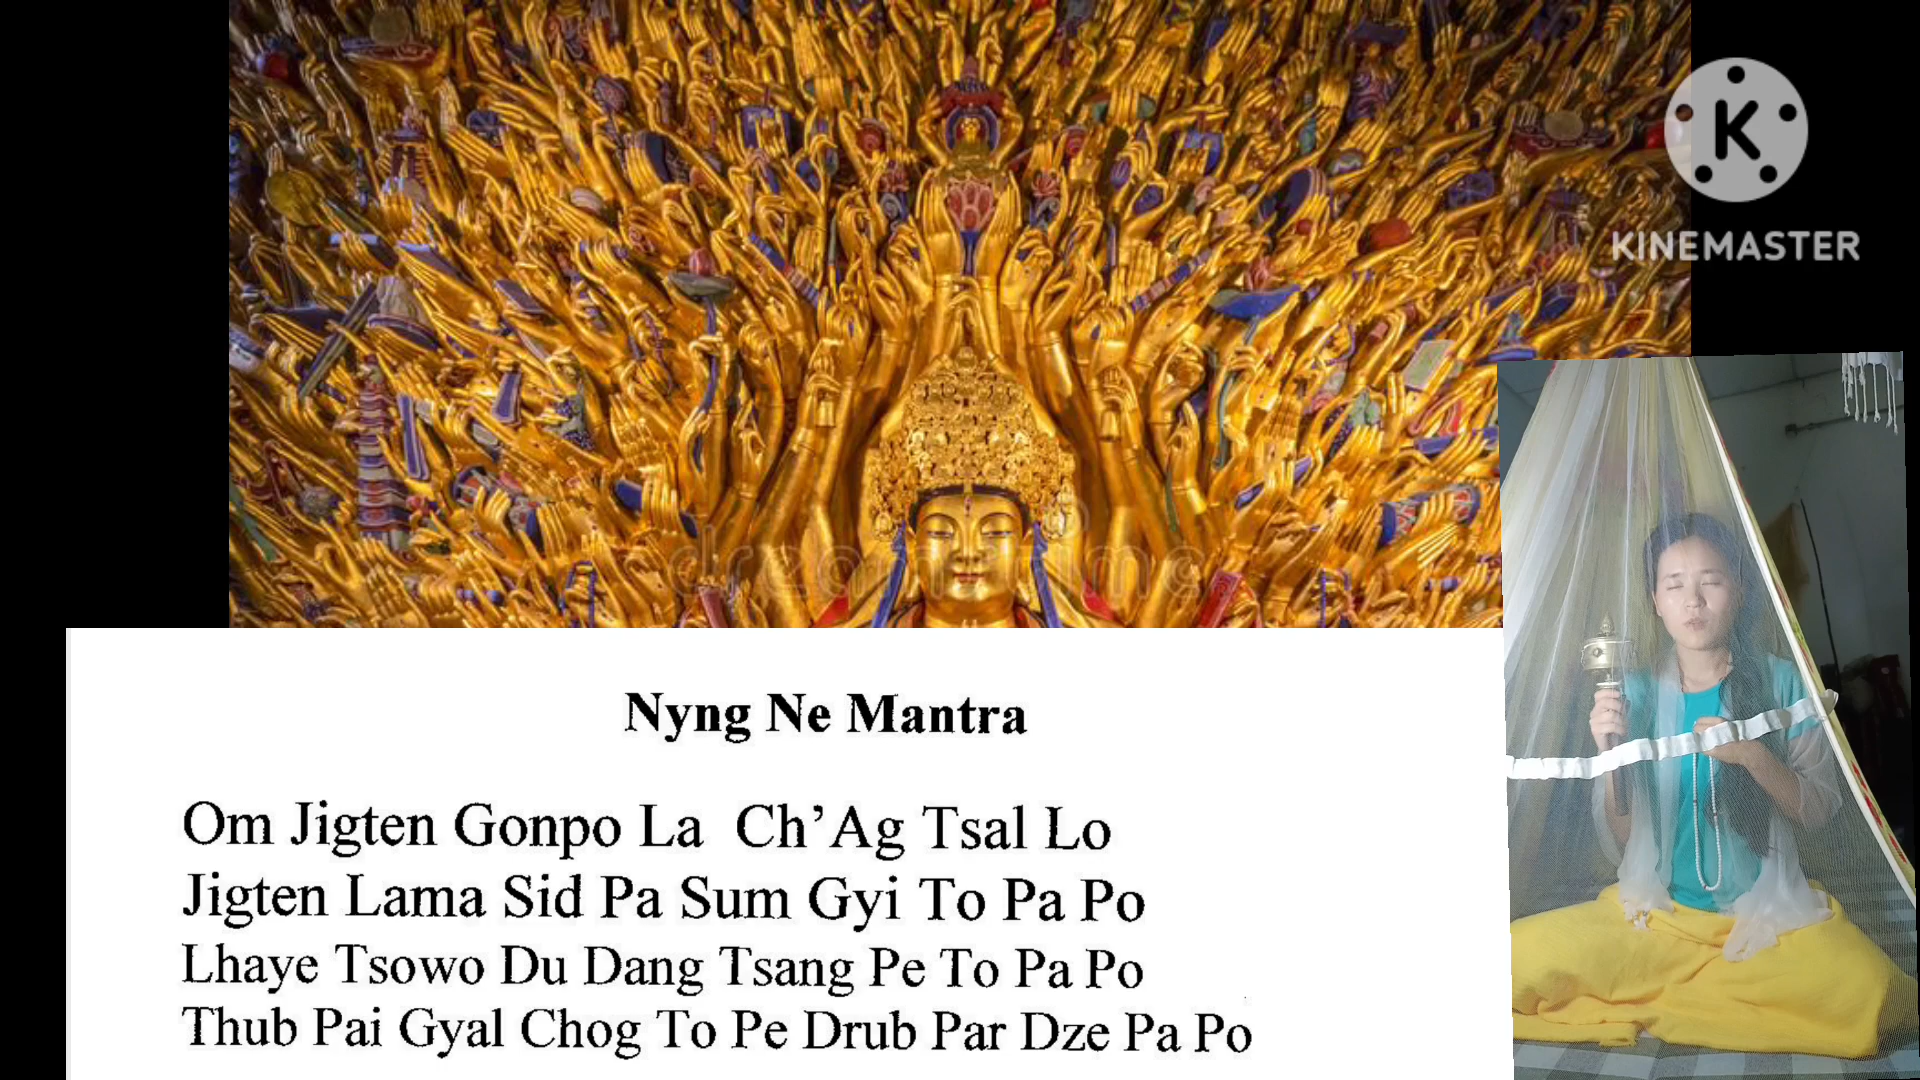 K
KINEMASTER
dreamstime.
Nyng Ne Mantra
Om Jigten Gonpo La Ch’Ag Tsal Lo
Jigten Lama Sid Pa Sum Gyi To Pa Po
Lhaye Tsowo Du Dang Tsang Pe To Pa Po
Thub Pai Gyal Chog To Pe Drub Par Dze Pa Po